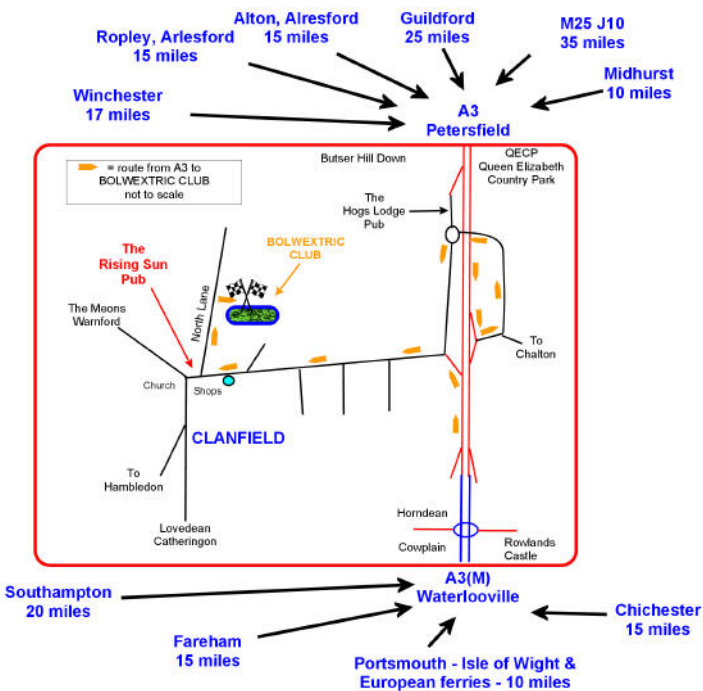 Alton, Alresford
15 miles
Guildford
25 miles
M25 J10
35 miles
Ropley, Arlesford
15 miles
Midhurst
10 miles
Winchester
17 miles
A3
Petersfield
= route from A3 to
BOLWEXTRIC CLUB
not to scale
Butser Hill Down
QECP
Queen Elizabeth
Country Park
The
Hogs Lodge
Pub
The
Rising Sun
Pub
BOLWEXTRIC
CLUB
North Lane
The Meons
Warnford
To
Chalton
Church
Shops
CLANFIELD
To
Hambledon
Lovedean
Catheringon
Horndean
Cowplain
Rowlands
Castle
A3(M)
Waterlooville
Southampton
20 miles
Chichester
15 miles
Fareham
15 miles
Portsmouth - Isle of Wight &
European ferries - 10 miles